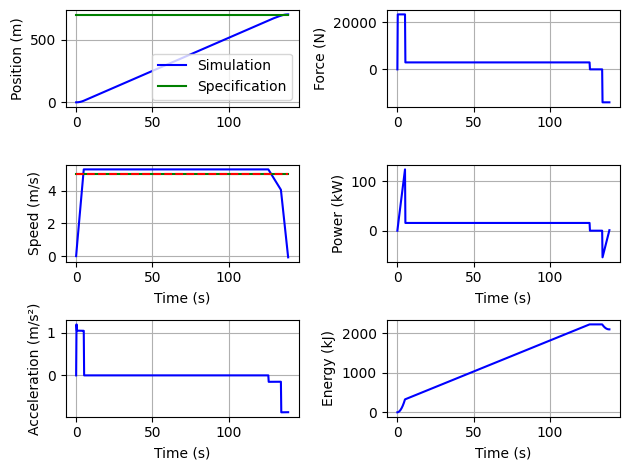 Position (m)
500
0
0
50
100
Simulation
Specification
Force (N)
20000
0
0
50
100
Speed (m/s)
4
2
0
0
50
100
Time (s)
Power (kW)
100
0
0
50
100
Time (s)
Acceleration (m/s²)
1
0
0
50
100
Time (s)
Energy (kJ)
2000
1000
0
0
50
100
Time (s)